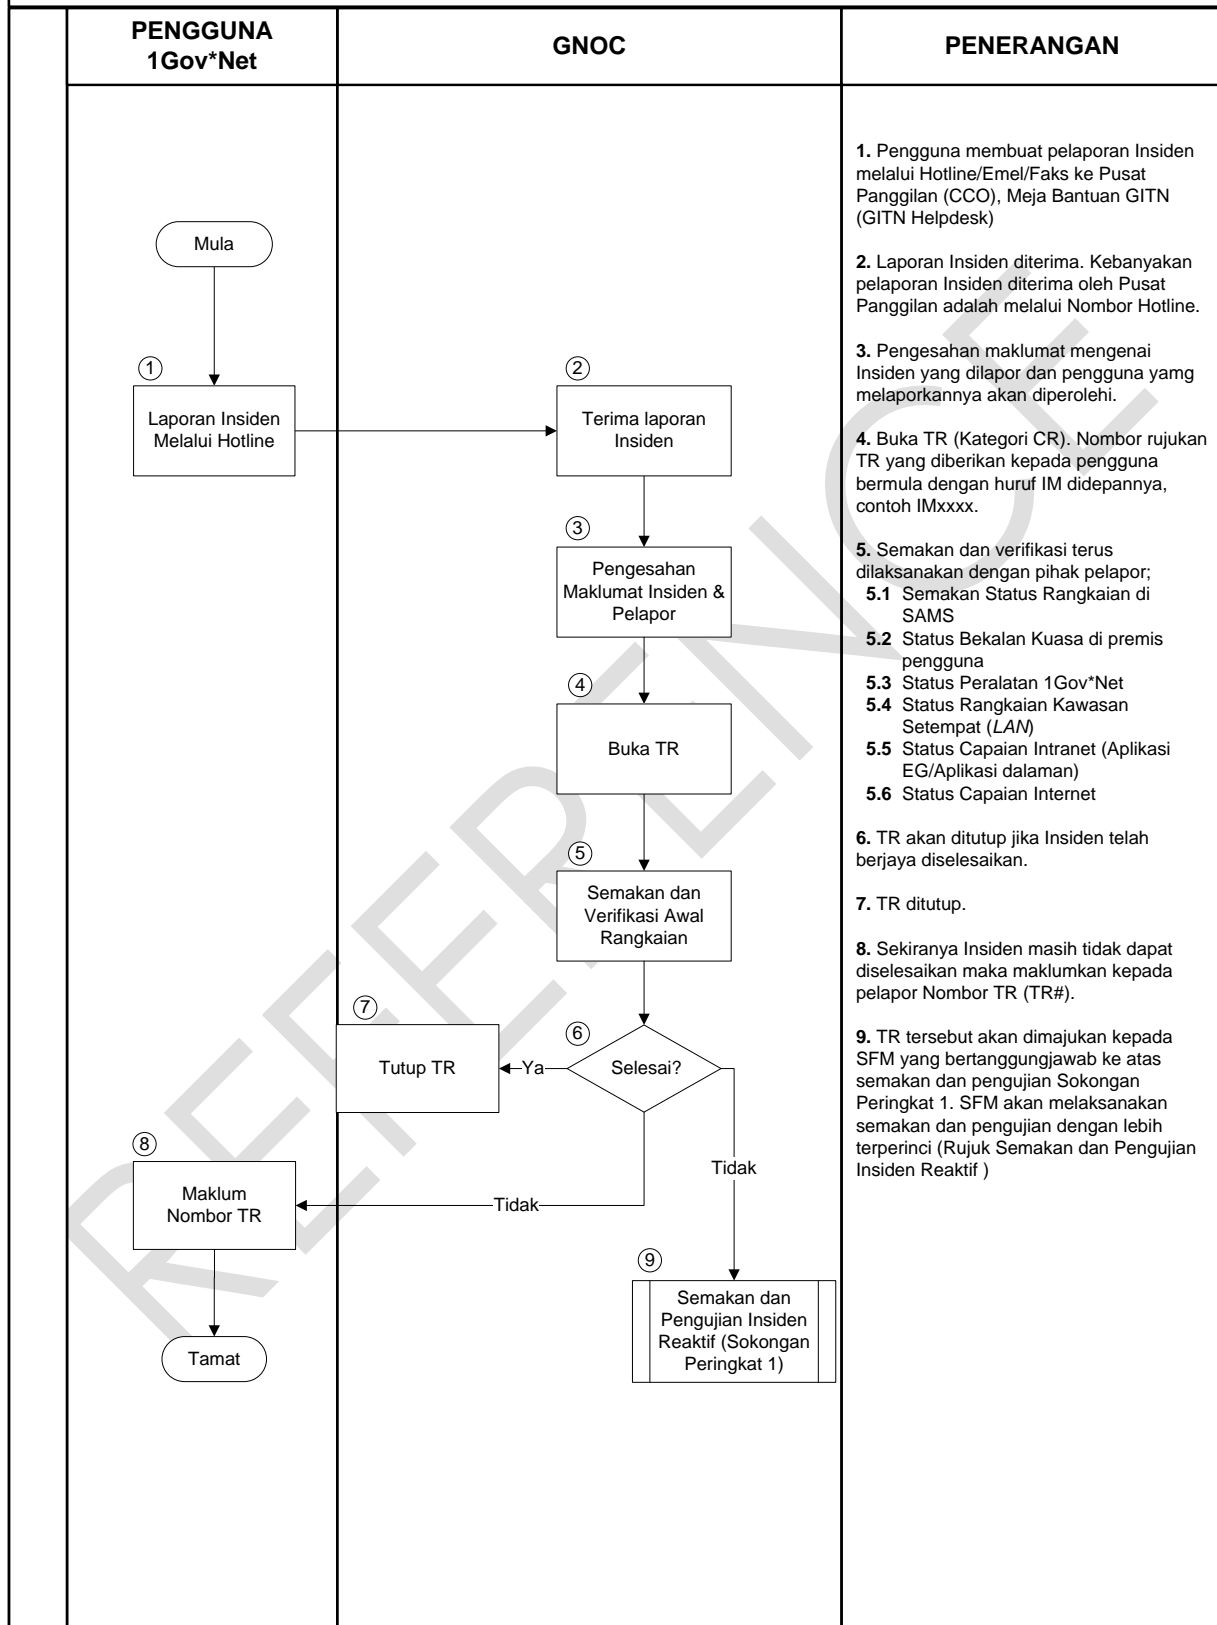 PENGGUNA
1Gov*Net
GNOC
PENERANGAN
Mula
1
Laporan Insiden
Melalui Hotline
2
Terima laporan
Insiden
3
Pengesahan
Maklumat Insiden &
Pelapor
4
Buka TR
5
Semakan dan
Verifikasi Awal
Rangkaian
6
Selesai?
Ya
7
Tutup TR
Tidak
8
Maklum
Nombor TR
Tamat
Tidak
9
Semakan dan
Pengujian Insiden
Reaktif (Sokongan
Peringkat 1)
1. Pengguna membuat pelaporan Insiden
melalui Hotline/Emel/Faks ke Pusat
Panggilan (CCO), Meja Bantuan GITN
(GITN Helpdesk)
2. Laporan Insiden diterima. Kebanyakan
pelaporan Insiden diterima oleh Pusat
Panggilan adalah melalui Nombor Hotline.
3. Pengesahan maklumat mengenai
Insiden yang dilapor dan pengguna yamg
melaporkannya akan diperolehi.
4. Buka TR (Kategori CR). Nombor rujukan
TR yang diberikan kepada pengguna
bermula dengan huruf IM didepannya,
contoh IMxxxx.
5. Semakan dan verifikasi terus
dilaksanakan dengan pihak pelapor;
5.1 Semakan Status Rangkaian di
SAMS
5.2 Status Bekalan Kuasa di premis
pengguna
5.3 Status Peralatan 1Gov*Net
5.4 Status Rangkaian Kawasan
Setempat (LAN)
5.5 Status Capaian Intranet (Aplikasi
EG/Aplikasi dalaman)
5.6 Status Capaian Internet
6. TR akan ditutup jika Insiden telah
berjaya diselesaikan.
7. TR ditutup.
8. Sekiranya Insiden masih tidak dapat
diselesaikan maka maklumkan kepada
pelapor Nombor TR (TR#).
9. TR tersebut akan dimajukan kepada
SFM yang bertanggungjawab ke atas
semakan dan pengujian Sokongan
Peringkat 1. SFM akan melaksanakan
semakan dan pengujian dengan lebih
terperinci (Rujuk Semakan dan Pengujian
Insiden Reaktif )
REFERENCE